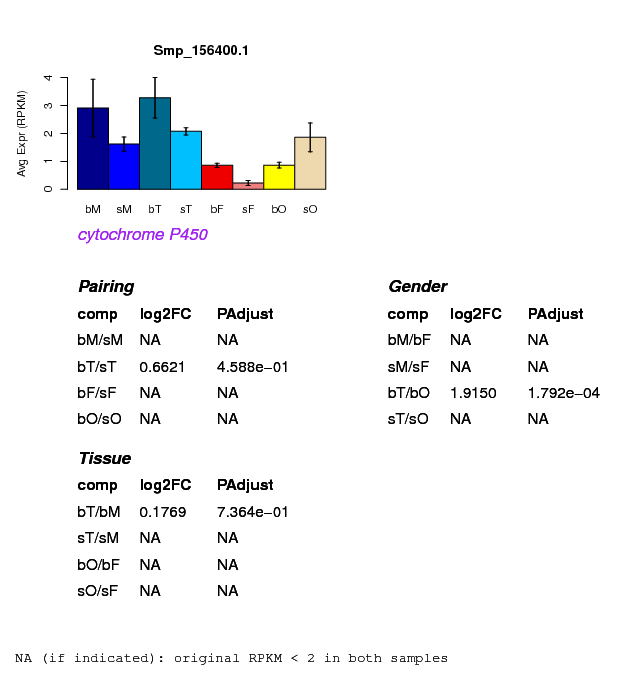 Smp_156400.1
Avg Expr (RPKM)
4
3
2
1
0
bM sM bT sT bF sF bO sO
cytochrome P450
Pairing
comp log2FC PAdjust
bM/sM NA NA
bT/sT 0.6621 4.588e−01
bF/sF NA NA
bO/sO NA NA
Gender
comp log2FC PAdjust
bM/bF NA NA
sM/sF NA NA
bT/bO 1.9150 1.792e−04
sT/sO NA NA
Tissue
comp log2FC PAdjust
bT/bM 0.1769 7.364e−01
sT/sM NA NA
bO/bF NA NA
sO/sF NA NA
NA (if indicated): original RPKM < 2 in both samples